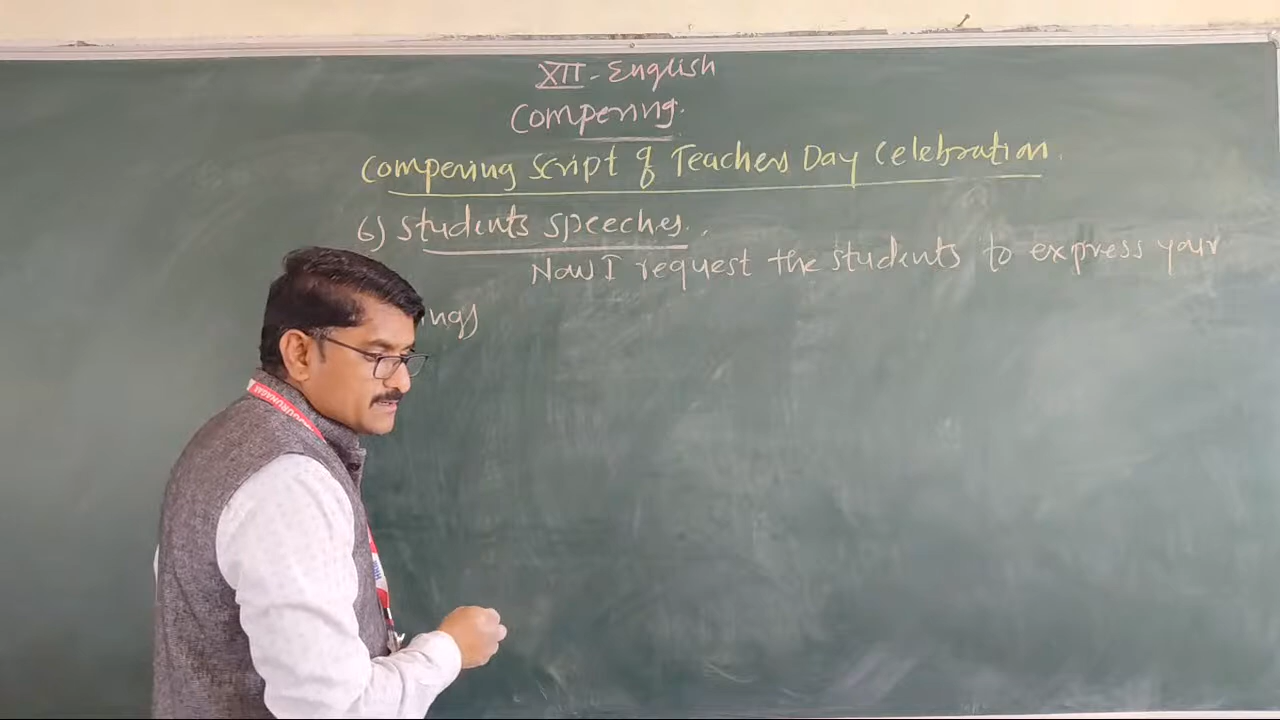 XII - English
Compering.
Compering Script of Teachers Day Celebration.
6) Students speeches.
Now I request the students to express your
ings